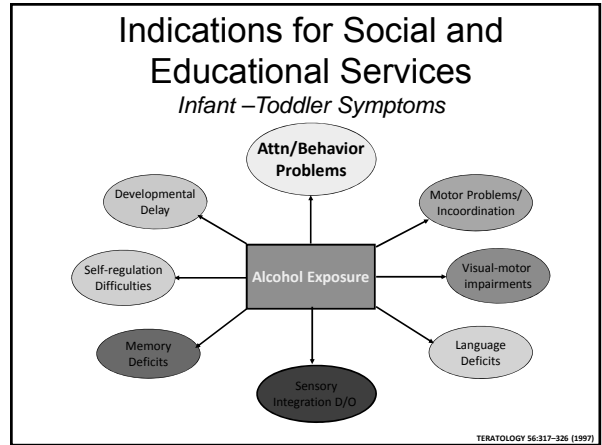 Indications for Social and
Educational Services
Infant –Toddler Symptoms
Attn/Behavior
Problems
Developmental
Delay
Motor Problems/
Incoordination
Self-regulation
Difficulties
Alcohol Exposure
Visual-motor
impairments
Memory
Deficits
Language
Deficits
Sensory
Integration D/O
TERATOLOGY 56:317–326 (1997)